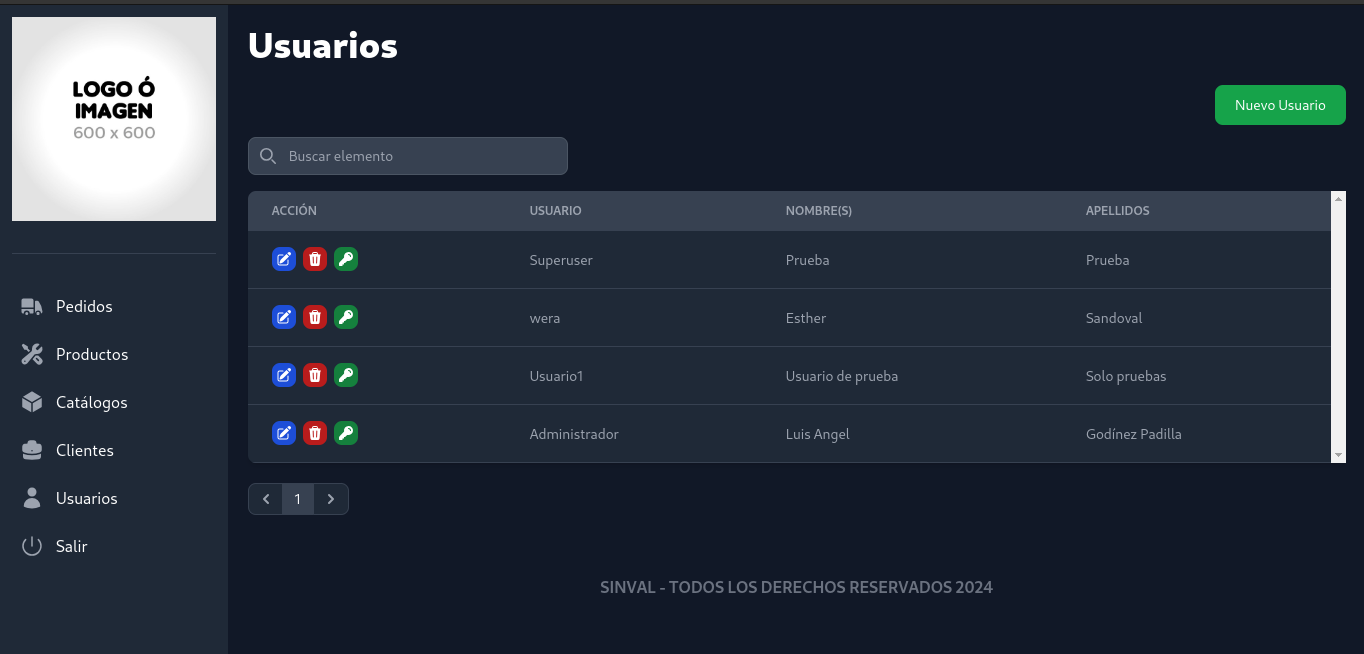 LOGO Ó
IMAGEN
600 x 600
Pedidos
Productos
Catálogos
Clientes
Usuarios
Salir
Usuarios
Nuevo Usuario
Buscar elemento
ACCIÓN USUARIO NOMBRE(S) APELLIDOS
Superuser Prueba Prueba
wera Esther Sandoval
Usuario1 Usuario de prueba Solo pruebas
Administrador Luis Angel Godínez Padilla
1
SINVAL - TODOS LOS DERECHOS RESERVADOS 2024